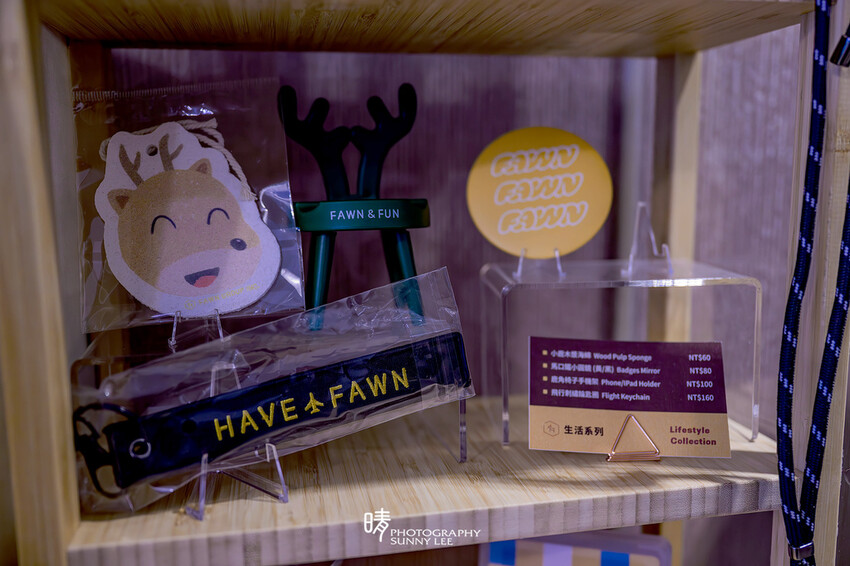 FAWN
FAWN
FAWN
FAWN & FUN
HAVE FAWN
小鹿木漿海綿 Wood Pulp Sponge NT$60
馬口鐵小圓鏡 (黃/黑) Badges Mirror NT$80
鹿角椅子手機架 Phone/iPad Holder NT$100
飛行刺繡鑰匙圈 Flight Keychain NT$160
生活系列
Lifestyle
Collection
晴 PHOTOGRAPHY
SUNNY LEE